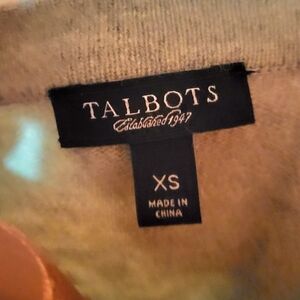 TALBOTS
Established 1947
XS
MADE IN
CHINA